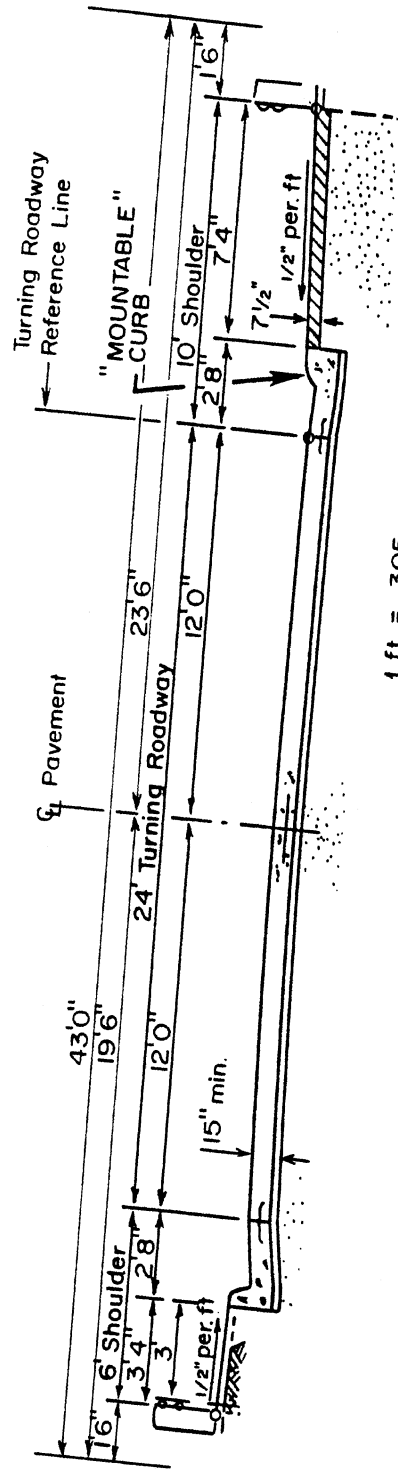 Turning Roadway
Reference Line
℄ Pavement
"MOUNTABLE"
CURB
43'0"
19'6"
23'6"
1'6"
6' Shoulder
24' Turning Roadway
10' Shoulder
1'6"
3'4"
2'8"
12'0"
12'0"
2'8"
7'4"
3'
1/2" per. ft
15" min.
7 1/2"
1/2" per. ft